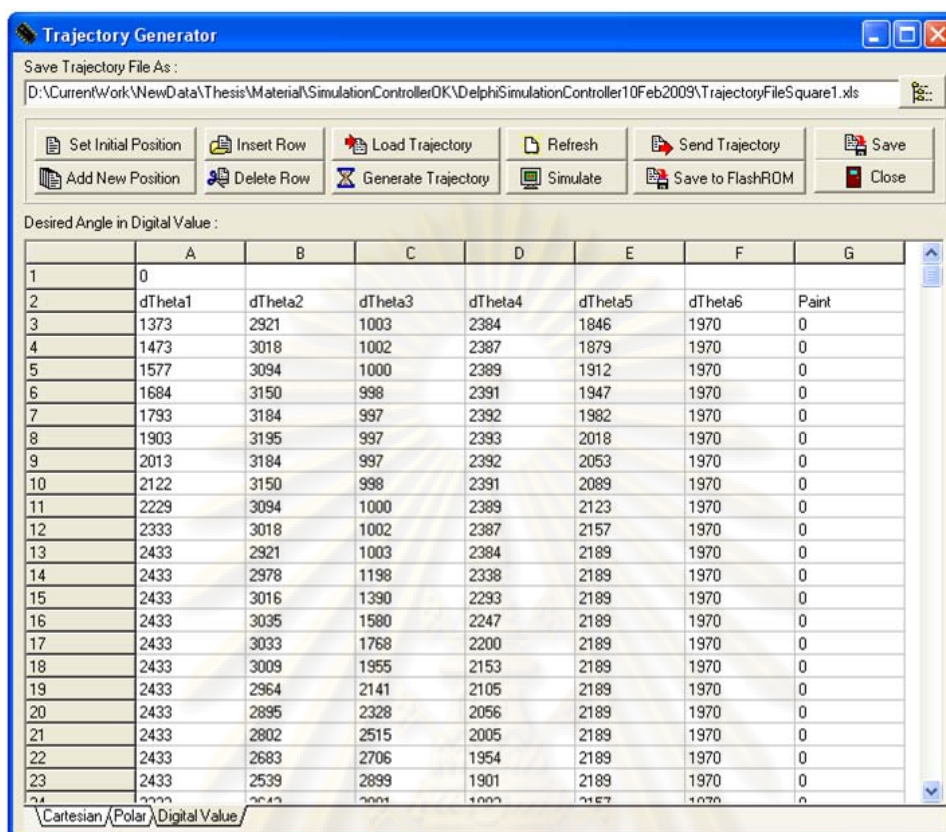 Trajectory Generator
Save Trajectory File As :
D:\CurrentWork\NewData\Thesis\Material\SimulationControllerOK\DelphiSimulationController10Feb2009\TrajectoryFileSquare1.xls
Set Initial Position Insert Row Load Trajectory Refresh Send Trajectory Save
Add New Position Delete Row Generate Trajectory Simulate Save to FlashROM Close
Desired Angle in Digital Value :
A B C D E F G
1 0
2 dTheta1 dTheta2 dTheta3 dTheta4 dTheta5 dTheta6 Paint
3 1373 2921 1003 2384 1846 1970 0
4 1473 3018 1002 2387 1879 1970 0
5 1577 3094 1000 2389 1912 1970 0
6 1684 3150 998 2391 1947 1970 0
7 1793 3184 997 2392 1982 1970 0
8 1903 3195 997 2393 2018 1970 0
9 2013 3184 997 2392 2053 1970 0
10 2122 3150 998 2391 2089 1970 0
11 2229 3094 1000 2389 2123 1970 0
12 2333 3018 1002 2387 2157 1970 0
13 2433 2921 1003 2384 2189 1970 0
14 2433 2978 1198 2338 2189 1970 0
15 2433 3016 1390 2293 2189 1970 0
16 2433 3035 1580 2247 2189 1970 0
17 2433 3033 1768 2200 2189 1970 0
18 2433 3009 1955 2153 2189 1970 0
19 2433 2964 2141 2105 2189 1970 0
20 2433 2895 2328 2056 2189 1970 0
21 2433 2802 2515 2005 2189 1970 0
22 2433 2683 2706 1954 2189 1970 0
23 2433 2539 2899 1901 2189 1970 0
Cartesian Polar Digital Value